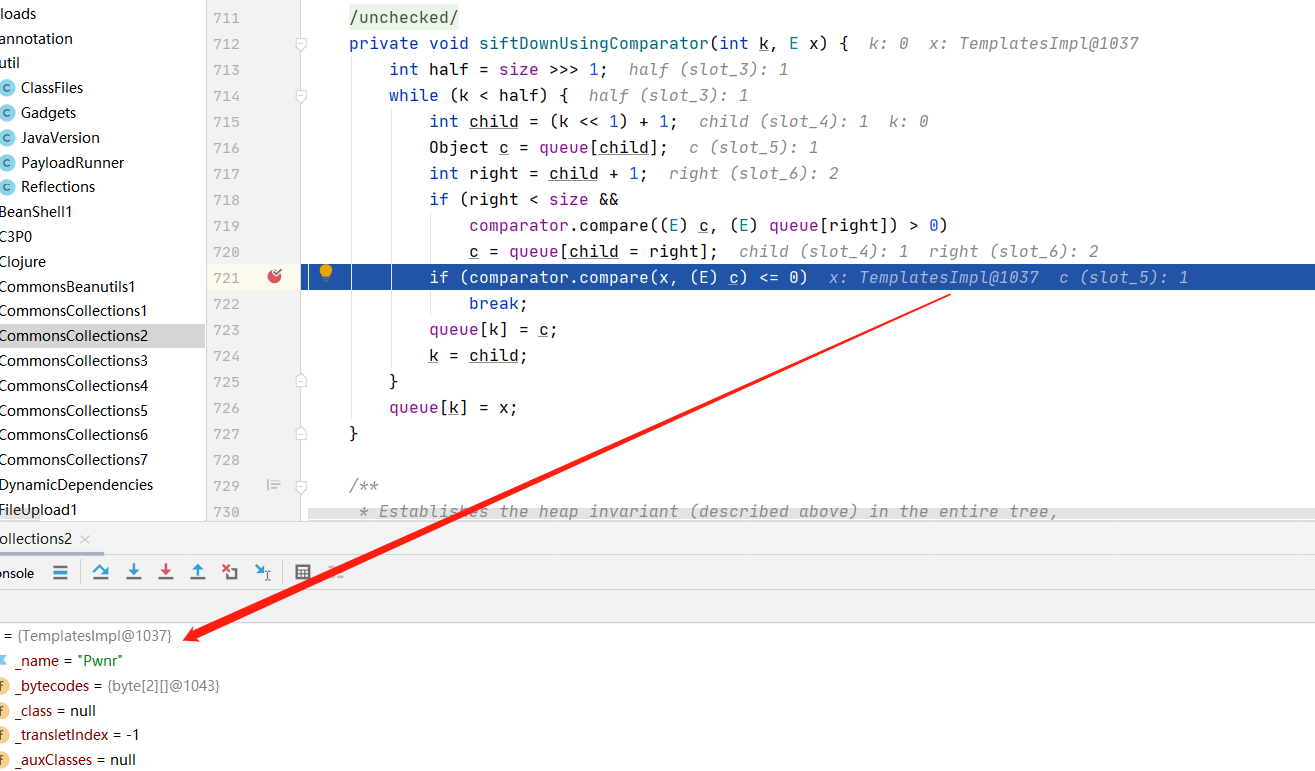 loads
annotation
util
C ClassFiles
C Gadgets
C JavaVersion
C PayloadRunner
C Reflections
BeanShell1
C3P0
Clojure
CommonsBeanutils1
CommonsCollections1
CommonsCollections2
CommonsCollections3
CommonsCollections4
CommonsCollections5
CommonsCollections6
CommonsCollections7
DynamicDependencies
FileUpload1
711 /unchecked/
712 private void siftDownUsingComparator(int k, E x) { k: 0 x: TemplatesImpl@1037
713 int half = size >>> 1; half (slot_3): 1
714 while (k < half) { half (slot_3): 1
715 int child = (k << 1) + 1; child (slot_4): 1 k: 0
716 Object c = queue[child]; c (slot_5): 1
717 int right = child + 1; right (slot_6): 2
718 if (right < size &&
719 comparator.compare((E) c, (E) queue[right]) > 0)
720 c = queue[child = right]; child (slot_4): 1 right (slot_6): 2
721 if (comparator.compare(x, (E) c) <= 0) x: TemplatesImpl@1037 c (slot_5): 1
722 break;
723 queue[k] = c;
724 k = child;
725 }
726 queue[k] = x;
727 }
728
729 /**
730 * Establishes the heap invariant (described above) in the entire tree,
ollections2 ×
onsole
= {TemplatesImpl@1037}
_name = "Pwnr"
f _bytecodes = {byte[2][]@1043}
f _class = null
f _transletIndex = -1
f _auxClasses = null